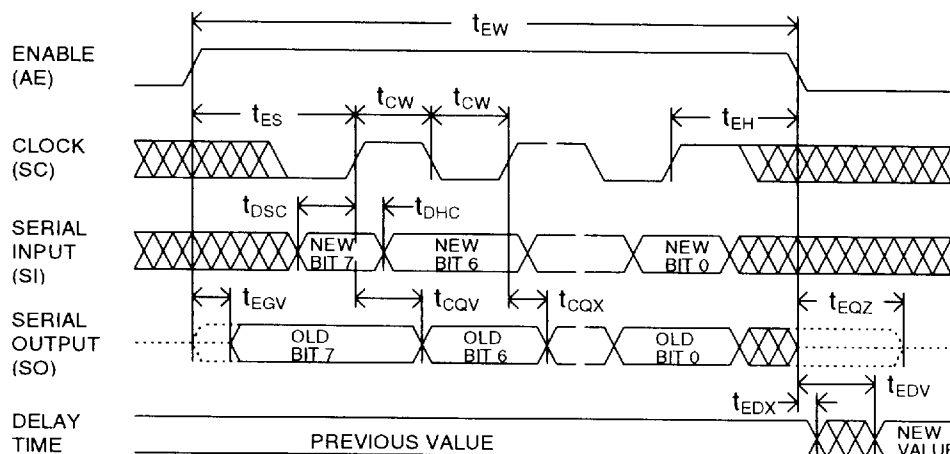 tEW
ENABLE
(AE)
tES
tCW
tCW
tEH
CLOCK
(SC)
tDSC
tDHC
SERIAL
INPUT
(SI)
NEW
BIT 7
NEW
BIT 6
NEW
BIT 0
tEGV
tCQV
tCQX
tEQZ
SERIAL
OUTPUT
(SO)
OLD
BIT 7
OLD
BIT 6
OLD
BIT 0
tEDV
tEDX
DELAY
TIME
PREVIOUS VALUE
NEW
VALUE